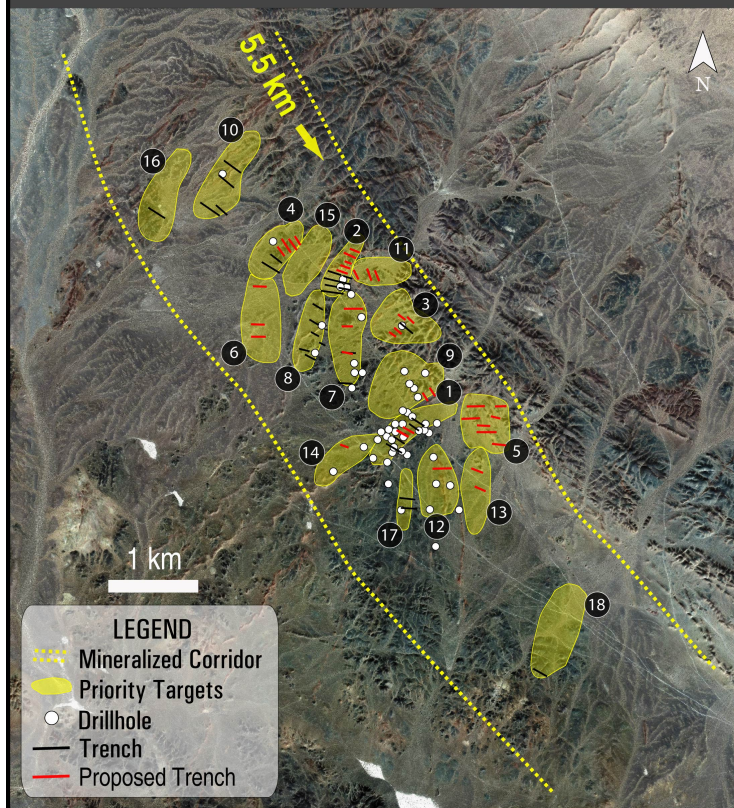 5.5 km
N
10
16
4
15
2
11
3
6
8
7
9
1
14
5
17
12
13
18
1 km
LEGEND
Mineralized Corridor
Priority Targets
Drillhole
Trench
Proposed Trench